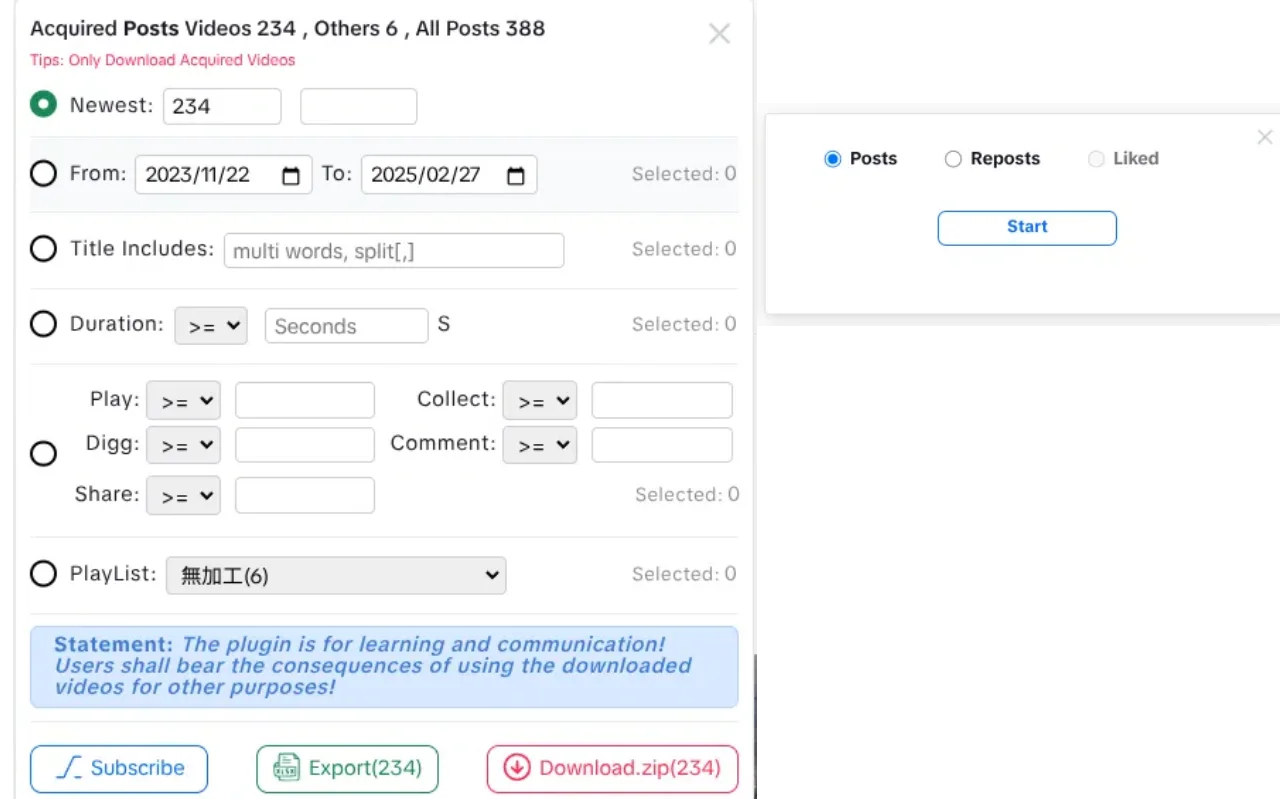 Acquired Posts Videos 234 , Others 6 , All Posts 388
Tips: Only Download Acquired Videos
Newest: 234
From: 2023/11/22 To: 2025/02/27 Selected: 0
Title Includes: multi words, split[,] Selected: 0
Duration: >= Seconds S Selected: 0
Play: >= Collect: >=
Digg: >= Comment: >=
Share: >= Selected: 0
PlayList: 無加工(6) Selected: 0
Statement: The plugin is for learning and communication!
Users shall bear the consequences of using the downloaded
videos for other purposes!
Subscribe Export(234) Download.zip(234)
Posts Reposts Liked
Start